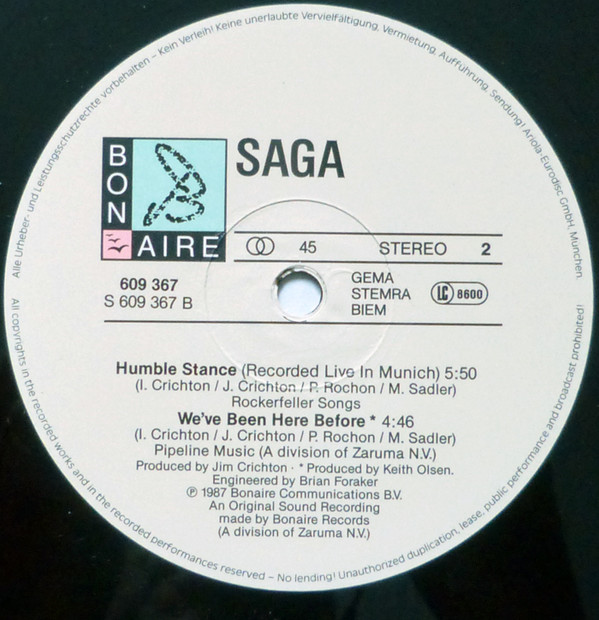 Alle Urheber- und Leistungsschutzrechte vorbehalten – Kein Verleih! Keine unerlaubte Vervielfältigung, Vermietung, Aufführung, Sendung! Ariola-Eurodisc GmbH, München.
BON
AIRE
SAGA
45 STEREO 2
609 367
S 609 367 B
GEMA
STEMRA
BIEM
LC 8600
Humble Stance (Recorded Live In Munich) 5:50
(I. Crichton / J. Crichton / P. Rochon / M. Sadler)
Rockerfeller Songs
We've Been Here Before * 4:46
(I. Crichton / J. Crichton / P. Rochon / M. Sadler)
Pipeline Music (A division of Zaruma N.V.)
Produced by Jim Crichton · * Produced by Keith Olsen.
Engineered by Brian Foraker
℗ 1987 Bonaire Communications B.V.
An Original Sound Recording
made by Bonaire Records
(A division of Zaruma N.V.)
All copyrights in the recorded works and in the recorded performances reserved – No lending! Unauthorized duplication, lease, public performance and broadcast prohibited!